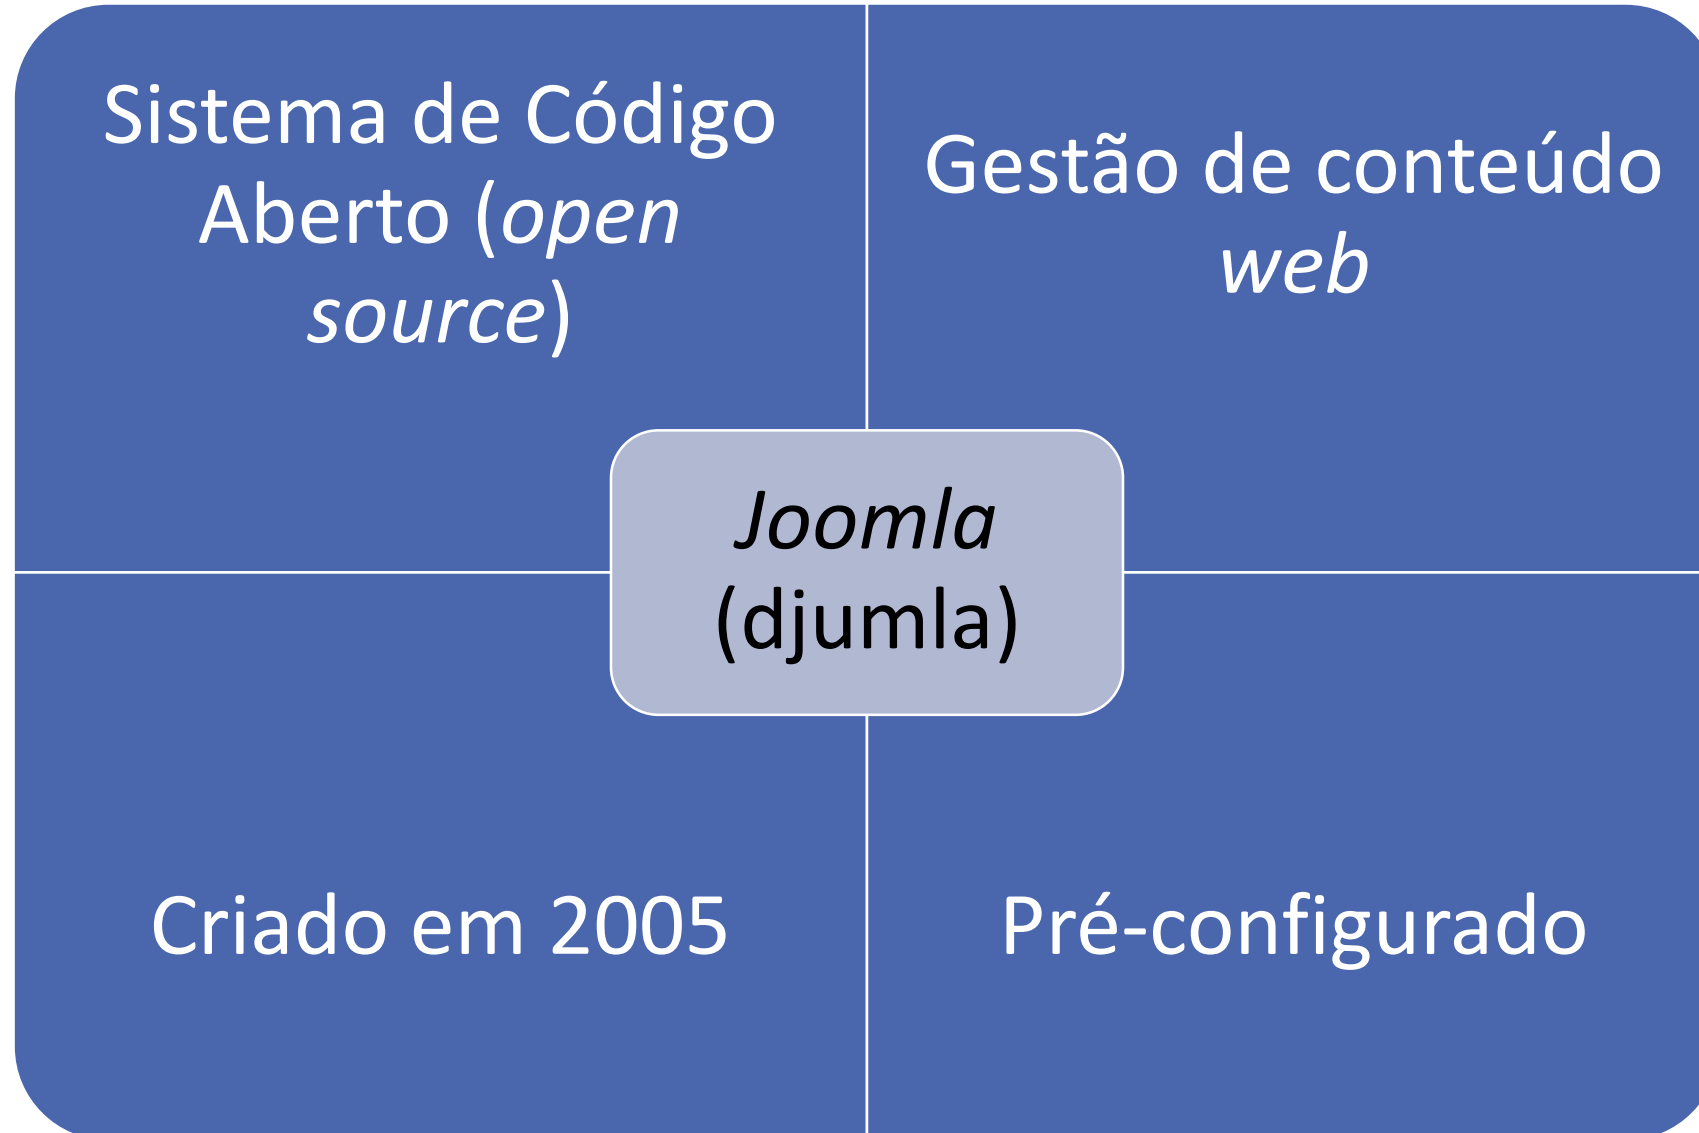 Sistema de Código
Aberto (open
source)
Gestão de conteúdo
web
Joomla
(djumla)
Criado em 2005
Pré-configurado